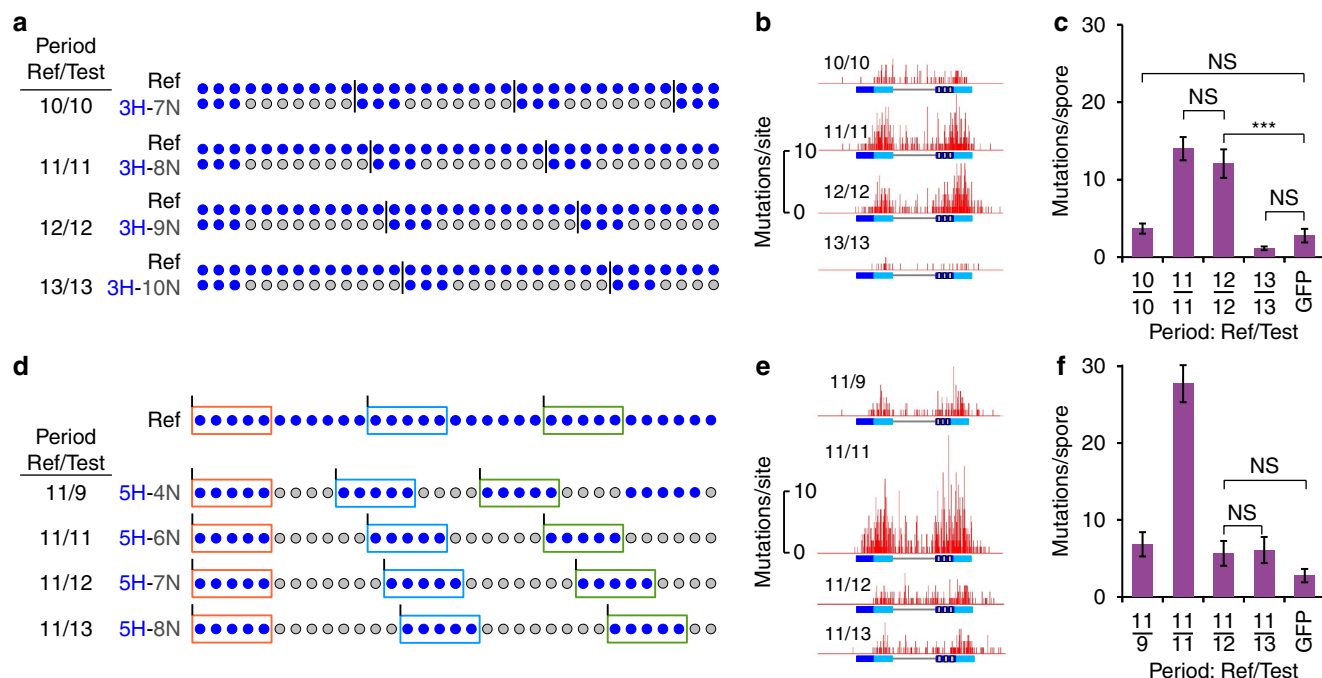 a
Period
Ref/Test
Ref
10/10 3H-7N
Ref
11/11 3H-8N
Ref
12/12 3H-9N
Ref
13/13 3H-10N
b
Mutations/site
10
0
10/10
11/11
12/12
13/13
c
Mutations/spore
30
20
10
0
NS
NS
***
NS
10/10 11/11 12/12 13/13 GFP
Period: Ref/Test
d
Ref
Period
Ref/Test
11/9 5H-4N
11/11 5H-6N
11/12 5H-7N
11/13 5H-8N
e
Mutations/site
10
0
11/9
11/11
11/12
11/13
f
Mutations/spore
30
20
10
0
NS
NS
11/9 11/11 11/12 11/13 GFP
Period: Ref/Test